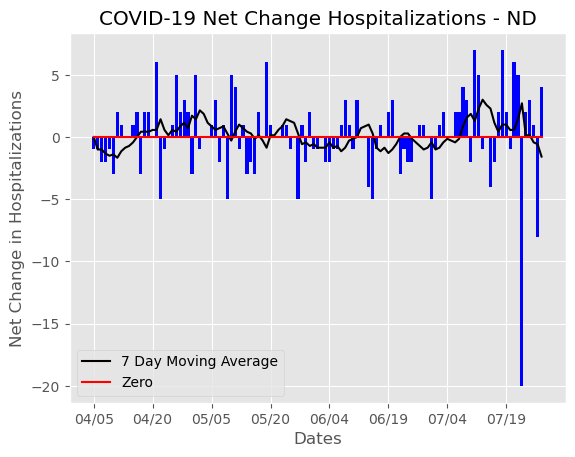 COVID-19 Net Change Hospitalizations - ND
Net Change in Hospitalizations
5
0
−5
−10
−15
−20
7 Day Moving Average
Zero
04/05 04/20 05/05 05/20 06/04 06/19 07/04 07/19
Dates